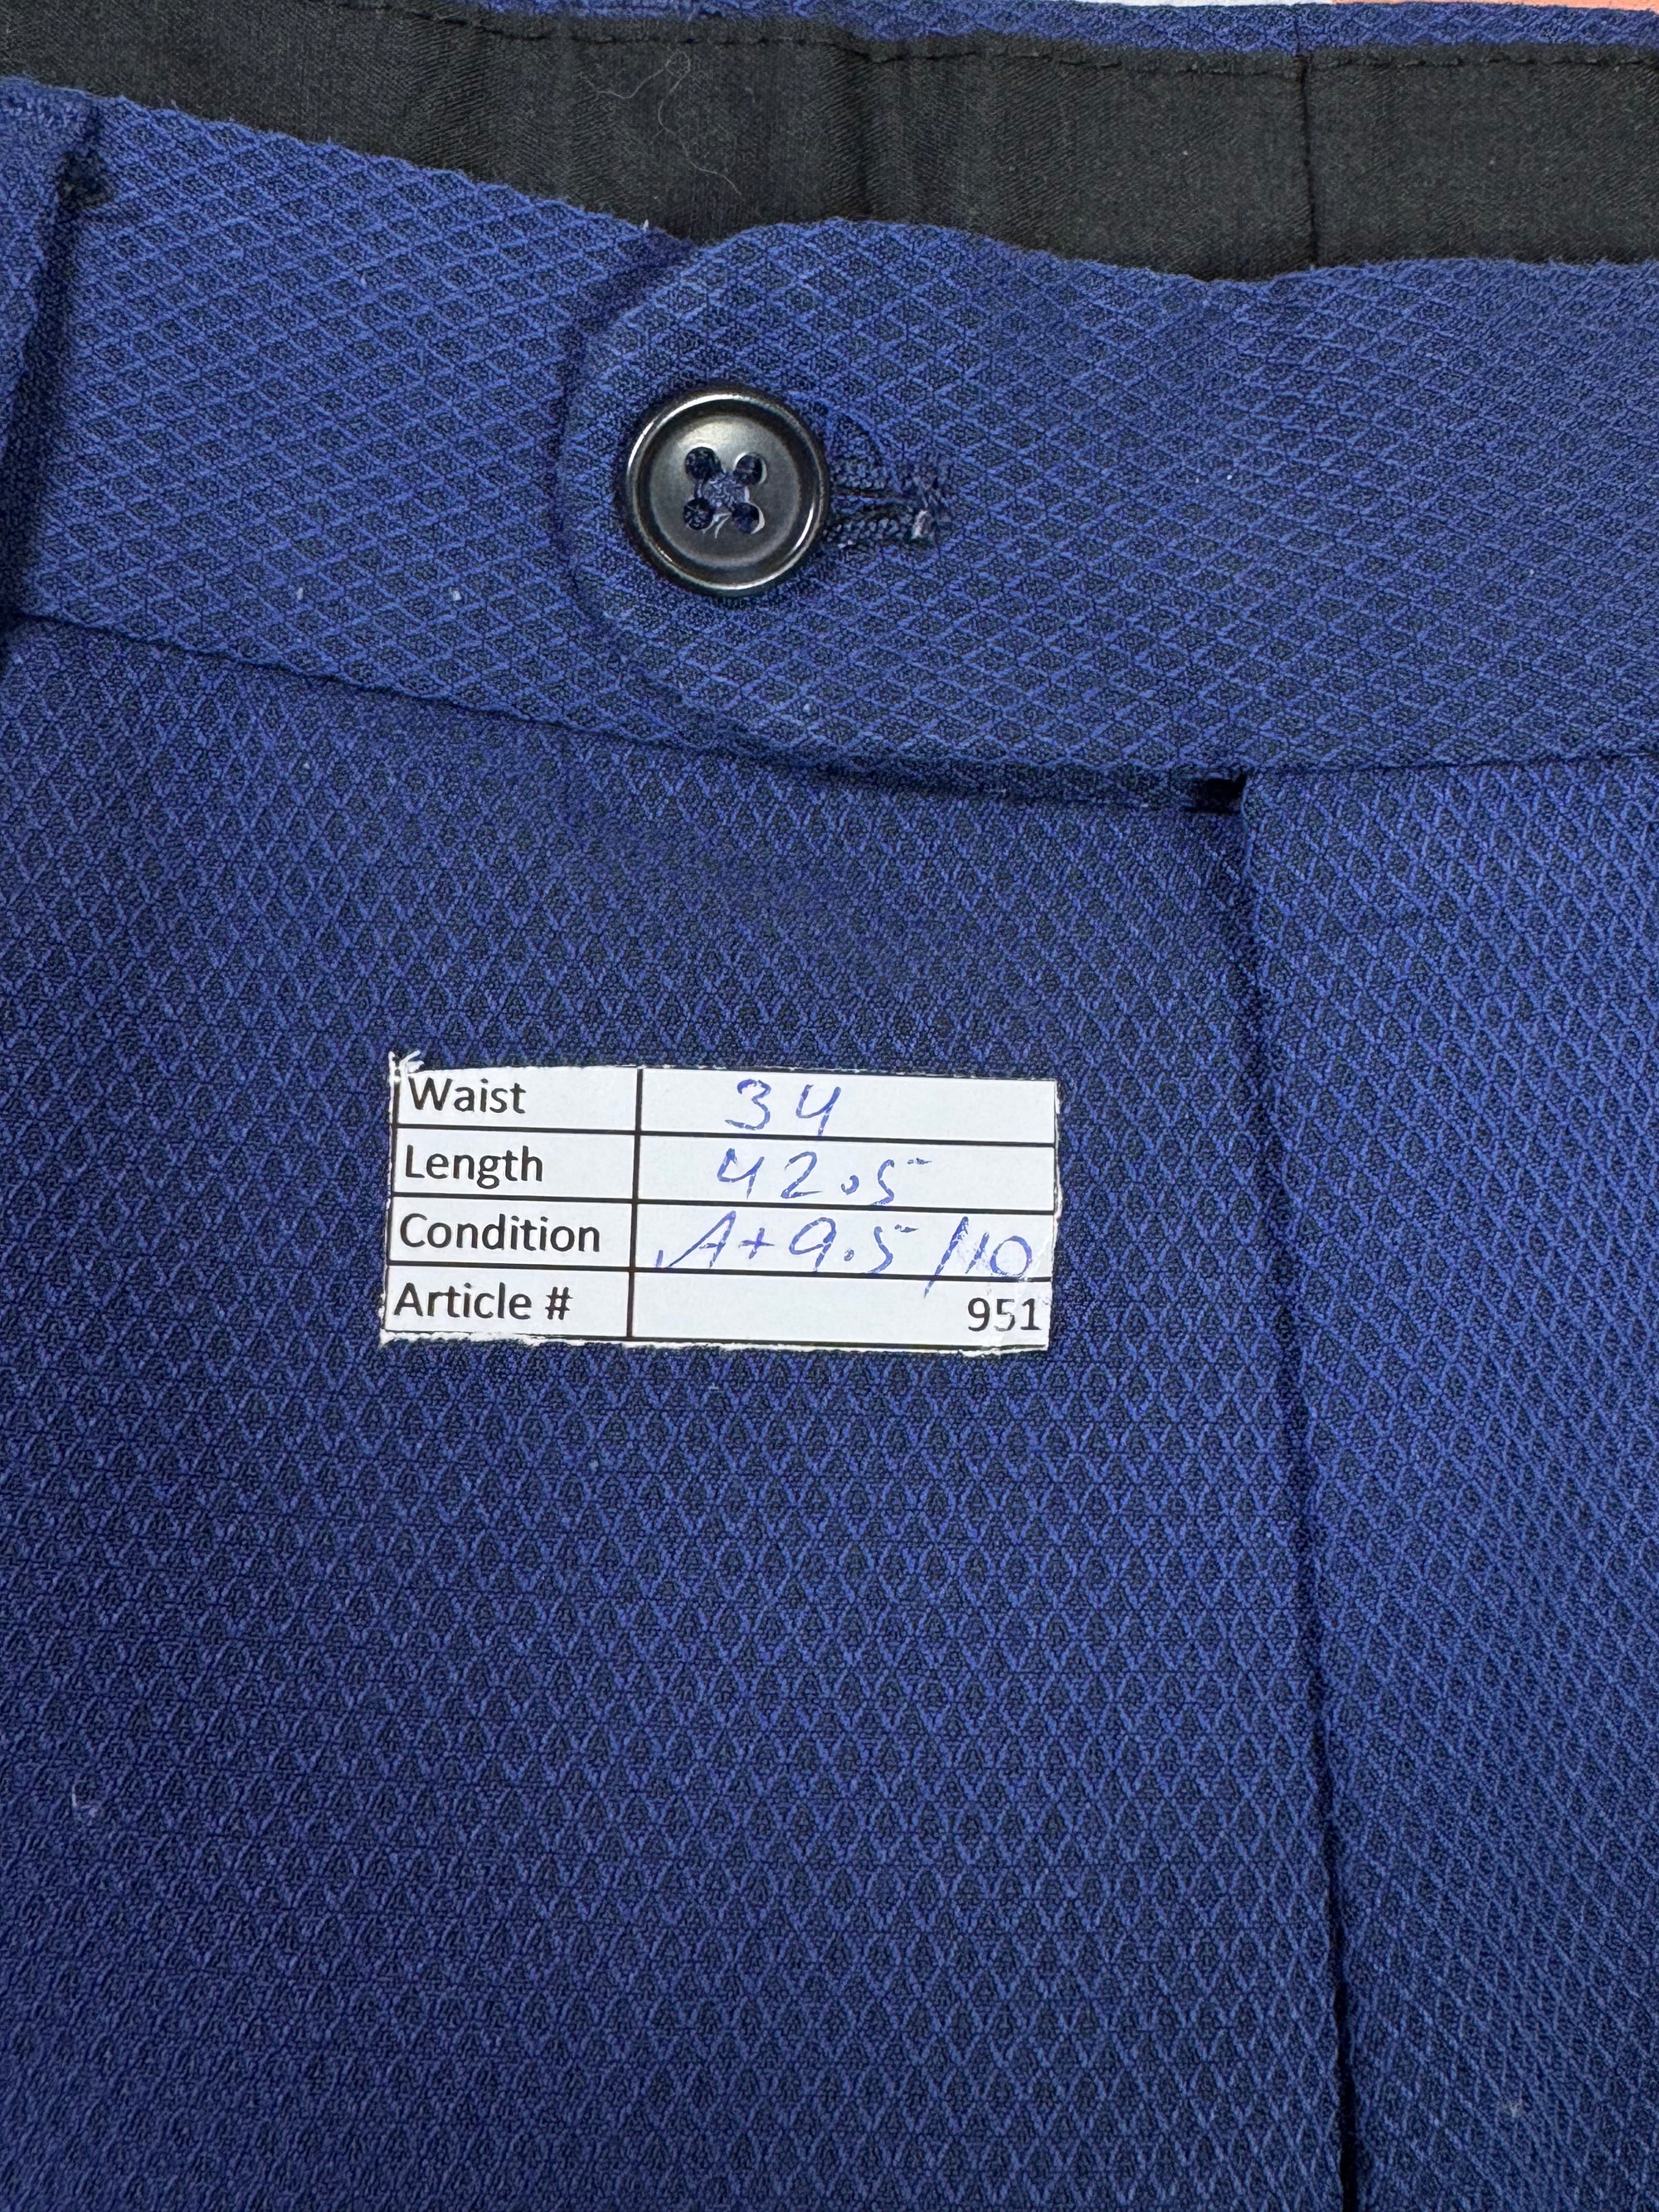 Waist 34
Length 42.5
Condition A+ 9.5/10
Article # 951